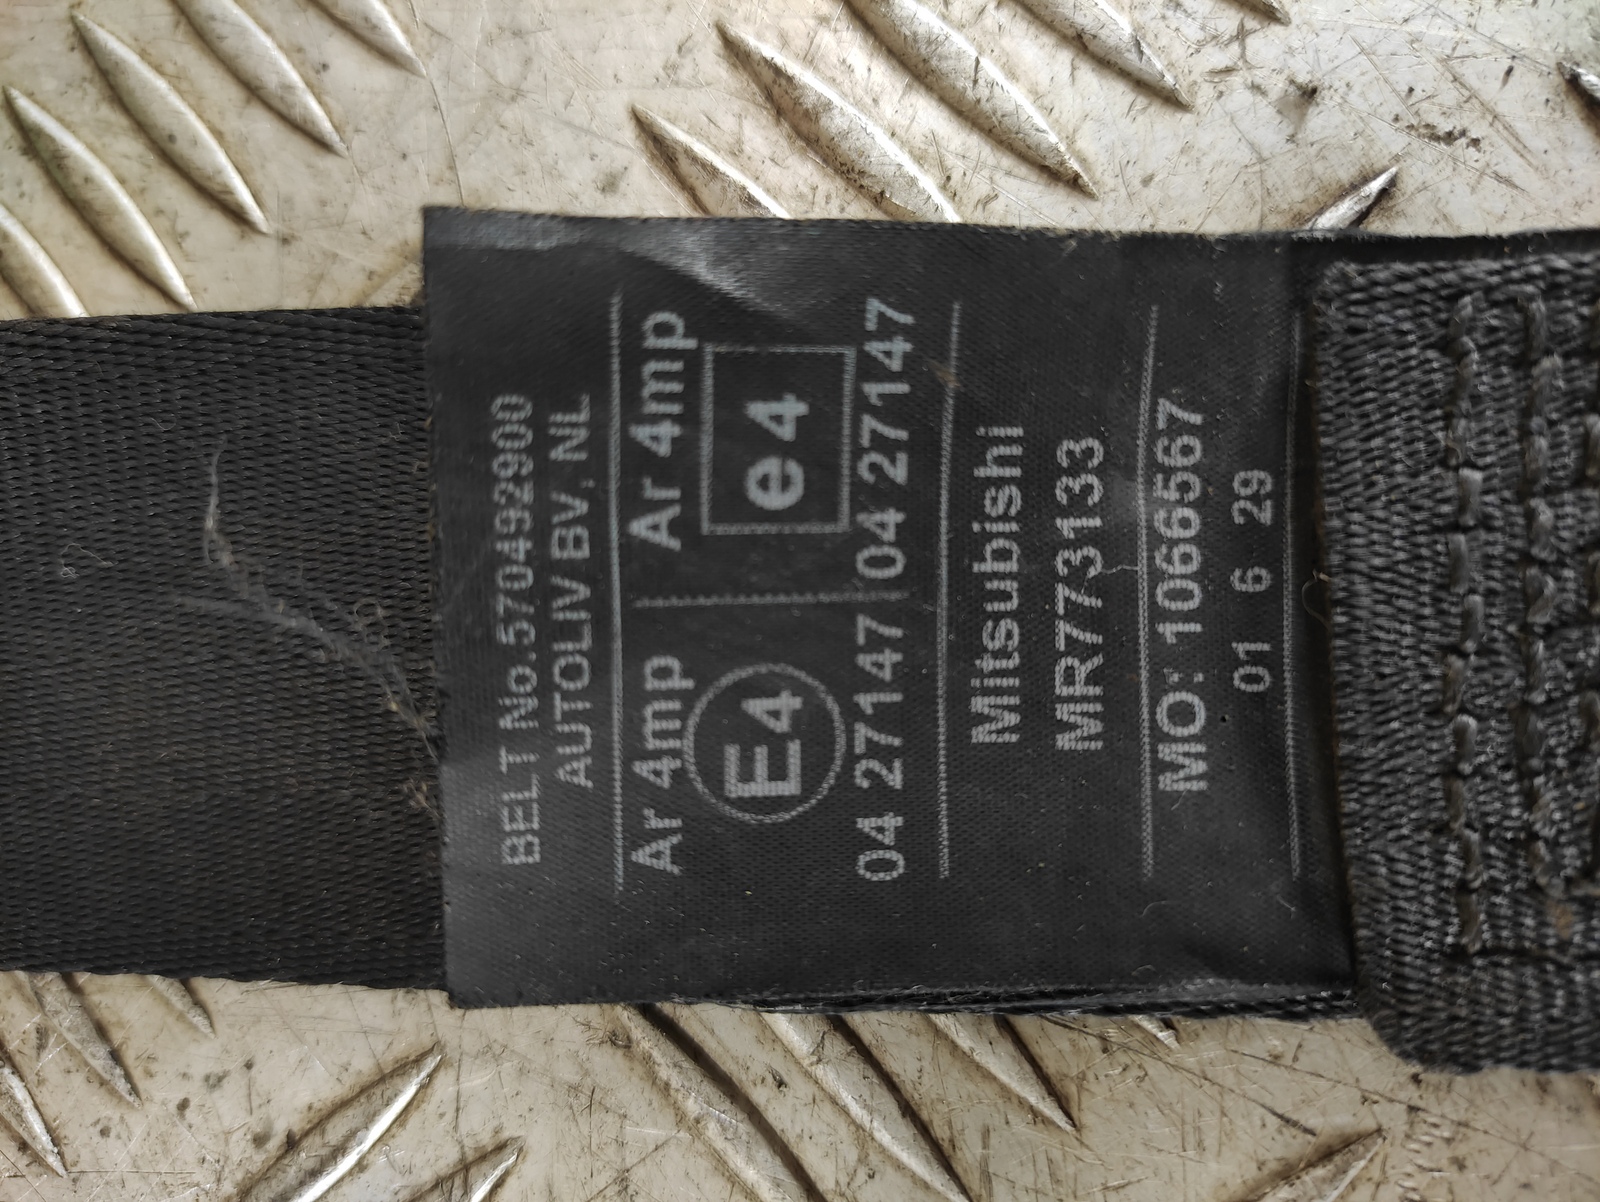 BELT No.570492900
AUTOLIV BV, NL
Ar 4mp Ar 4mp
E4 e4
04 27147 04 27147
Mitsubishi
MR773133
MO: 1066567
01 6 29